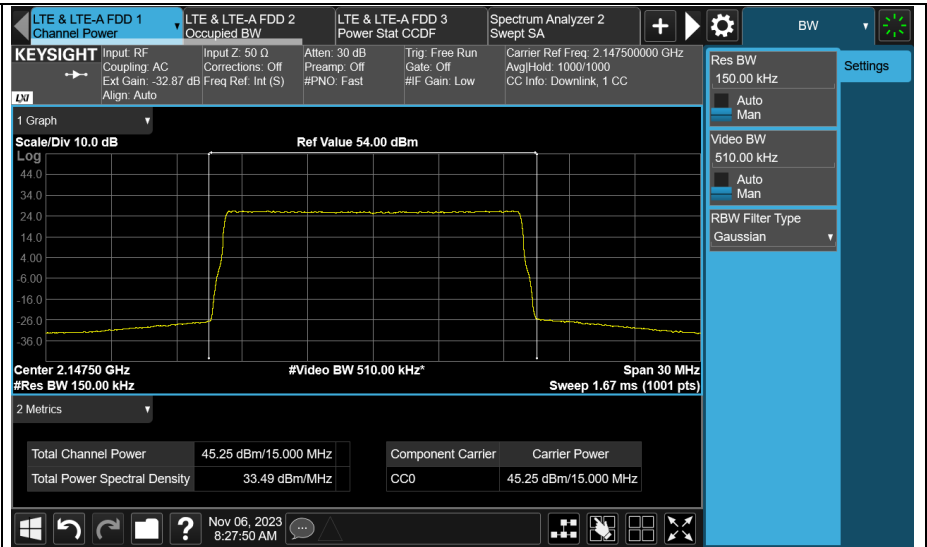 LTE & LTE-A FDD 1
Channel Power
LTE & LTE-A FDD 2
Occupied BW
LTE & LTE-A FDD 3
Power Stat CCDF
Spectrum Analyzer 2
Swept SA
BW
KEYSIGHT
LXI
Input: RF
Coupling: AC
Ext Gain: -32.87 dB
Align: Auto
Input Z: 50 Ω
Corrections: Off
Freq Ref: Int (S)
Atten: 30 dB
Preamp: Off
#PNO: Fast
Trig: Free Run
Gate: Off
#IF Gain: Low
Carrier Ref Freq: 2.147500000 GHz
Avg|Hold: 1000/1000
CC Info: Downlink, 1 CC
Res BW
150.00 kHz
Auto
Man
Video BW
510.00 kHz
Auto
Man
RBW Filter Type
Gaussian
Settings
1 Graph
Scale/Div 10.0 dB
Ref Value 54.00 dBm
Log
44.0
34.0
24.0
14.0
4.00
-6.00
-16.0
-26.0
-36.0
Center 2.14750 GHz
#Video BW 510.00 kHz*
Span 30 MHz
#Res BW 150.00 kHz
Sweep 1.67 ms (1001 pts)
2 Metrics
Total Channel Power 45.25 dBm/15.000 MHz
Total Power Spectral Density 33.49 dBm/MHz
Component Carrier Carrier Power
CC0 45.25 dBm/15.000 MHz
?
Nov 06, 2023
8:27:50 AM